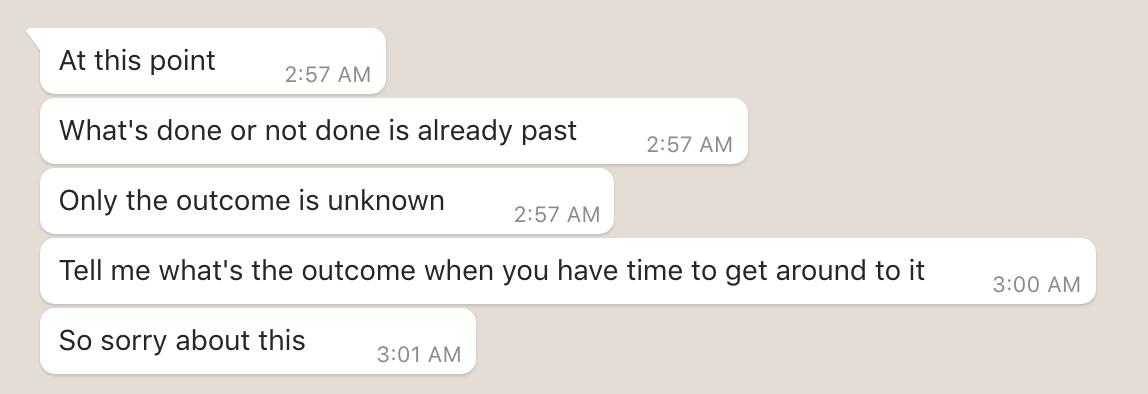 At this point
2:57 AM
What's done or not done is already past
2:57 AM
Only the outcome is unknown
2:57 AM
Tell me what's the outcome when you have time to get around to it
3:00 AM
So sorry about this
3:01 AM